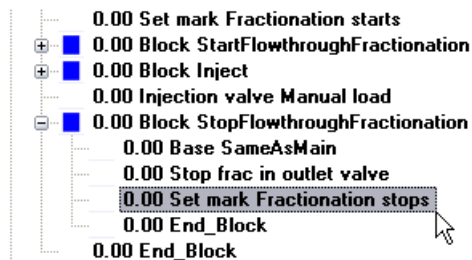 0.00 Set mark Fractionation starts
0.00 Block StartFlowthroughFractionation
0.00 Block Inject
0.00 Injection valve Manual load
0.00 Block StopFlowthroughFractionation
0.00 Base SameAsMain
0.00 Stop frac in outlet valve
0.00 Set mark Fractionation stops
0.00 End_Block
0.00 End_Block